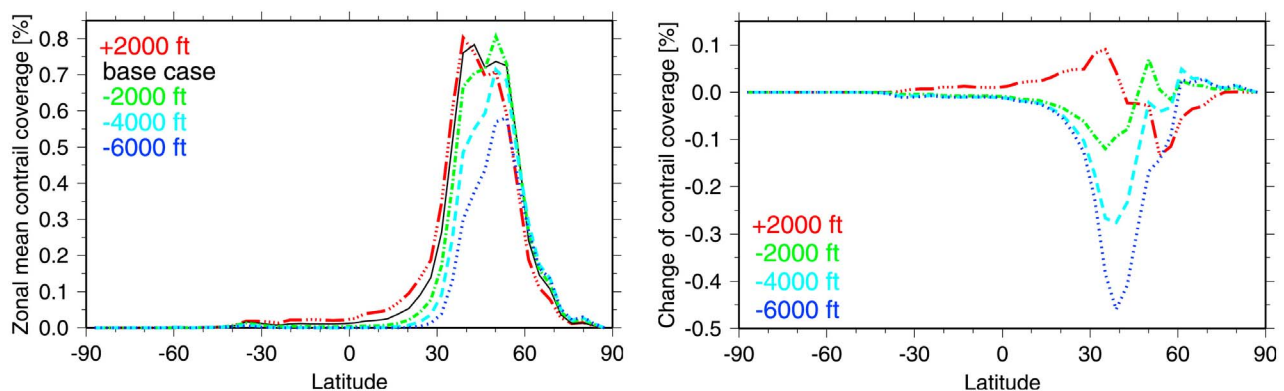 Zonal mean contrail coverage [%]
0.8
0.7
0.6
0.5
0.4
0.3
0.2
0.1
0.0
+2000 ft
base case
-2000 ft
-4000 ft
-6000 ft
-90 -60 -30 0 30 60 90
Latitude
Change of contrail coverage [%]
0.1
0.0
-0.1
-0.2
-0.3
-0.4
-0.5
+2000 ft
-2000 ft
-4000 ft
-6000 ft
-90 -60 -30 0 30 60 90
Latitude